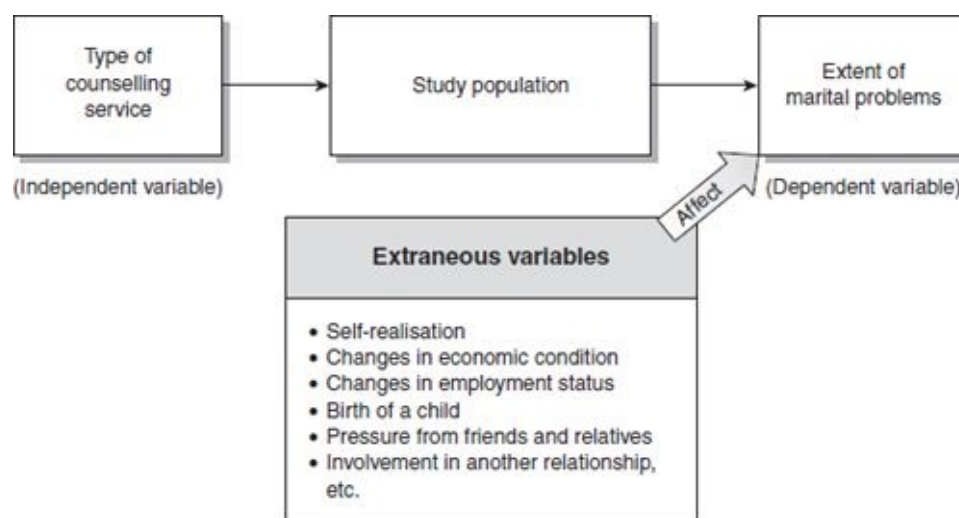 Type of
counselling
service
Study population
Extent of
marital problems
(Independent variable)
(Dependent variable)
Affect
Extraneous variables
• Self-realisation
• Changes in economic condition
• Changes in employment status
• Birth of a child
• Pressure from friends and relatives
• Involvement in another relationship,
etc.